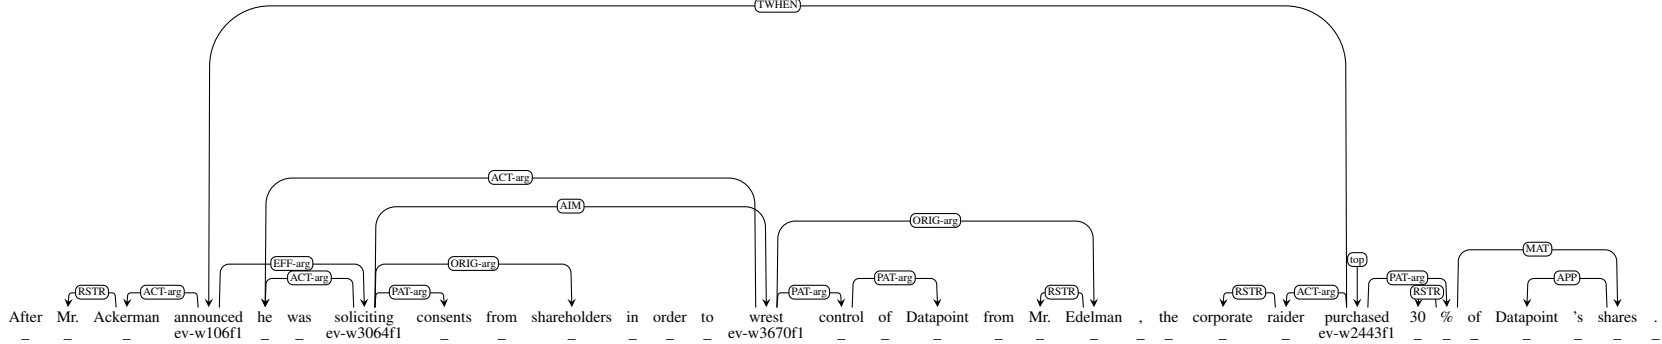 TWHEN
ACT-arg
AIM
ORIG-arg
MAT
top
EFF-arg ORIG-arg
ACT-arg PAT-arg PAT-arg APP
RSTR ACT-arg PAT-arg PAT-arg RSTR RSTR ACT-arg RSTR
After Mr. Ackerman announced he was soliciting consents from shareholders in order to wrest control of Datapoint from Mr. Edelman , the corporate raider purchased 30 % of Datapoint 's shares .
_ _ _ ev-w106f1 _ _ ev-w3064f1 _ _ _ _ _ _ ev-w3670f1 _ _ _ _ _ _ _ _ _ _ ev-w2443f1 _ _ _ _ _ _ _